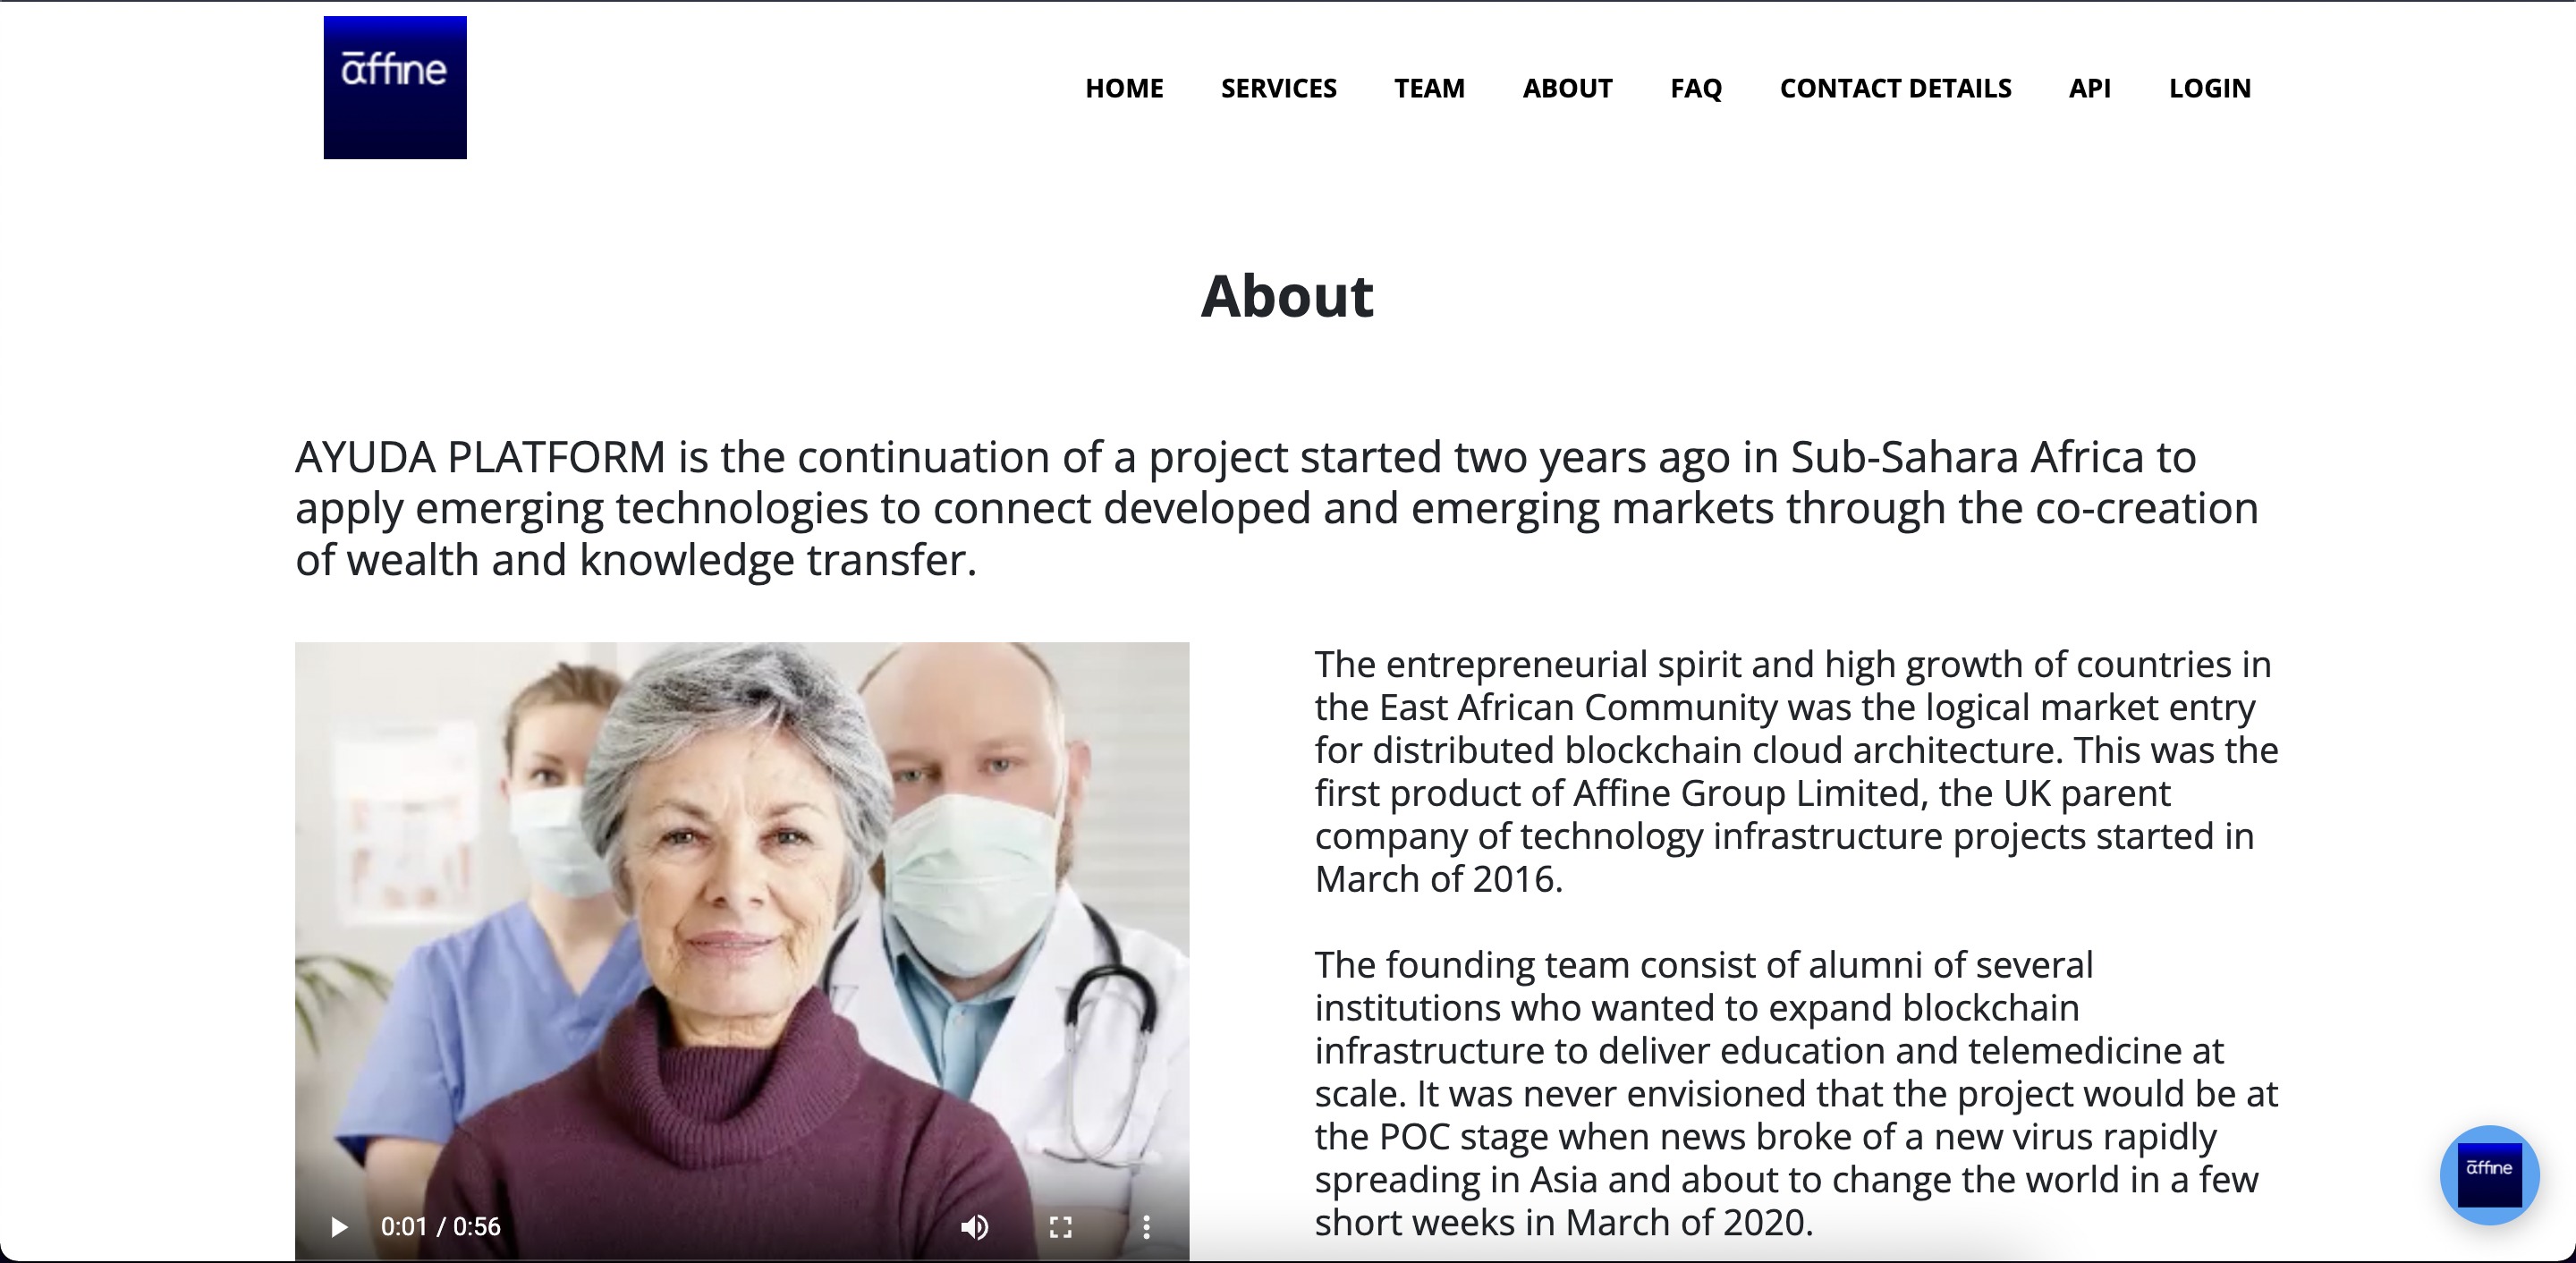 āffine
HOME SERVICES TEAM ABOUT FAQ CONTACT DETAILS API LOGIN
About
AYUDA PLATFORM is the continuation of a project started two years ago in Sub-Sahara Africa to
apply emerging technologies to connect developed and emerging markets through the co-creation
of wealth and knowledge transfer.
The entrepreneurial spirit and high growth of countries in
the East African Community was the logical market entry
for distributed blockchain cloud architecture. This was the
first product of Affine Group Limited, the UK parent
company of technology infrastructure projects started in
March of 2016.
The founding team consist of alumni of several
institutions who wanted to expand blockchain
infrastructure to deliver education and telemedicine at
scale. It was never envisioned that the project would be at
the POC stage when news broke of a new virus rapidly
spreading in Asia and about to change the world in a few
short weeks in March of 2020.
0:01 / 0:56
āffine